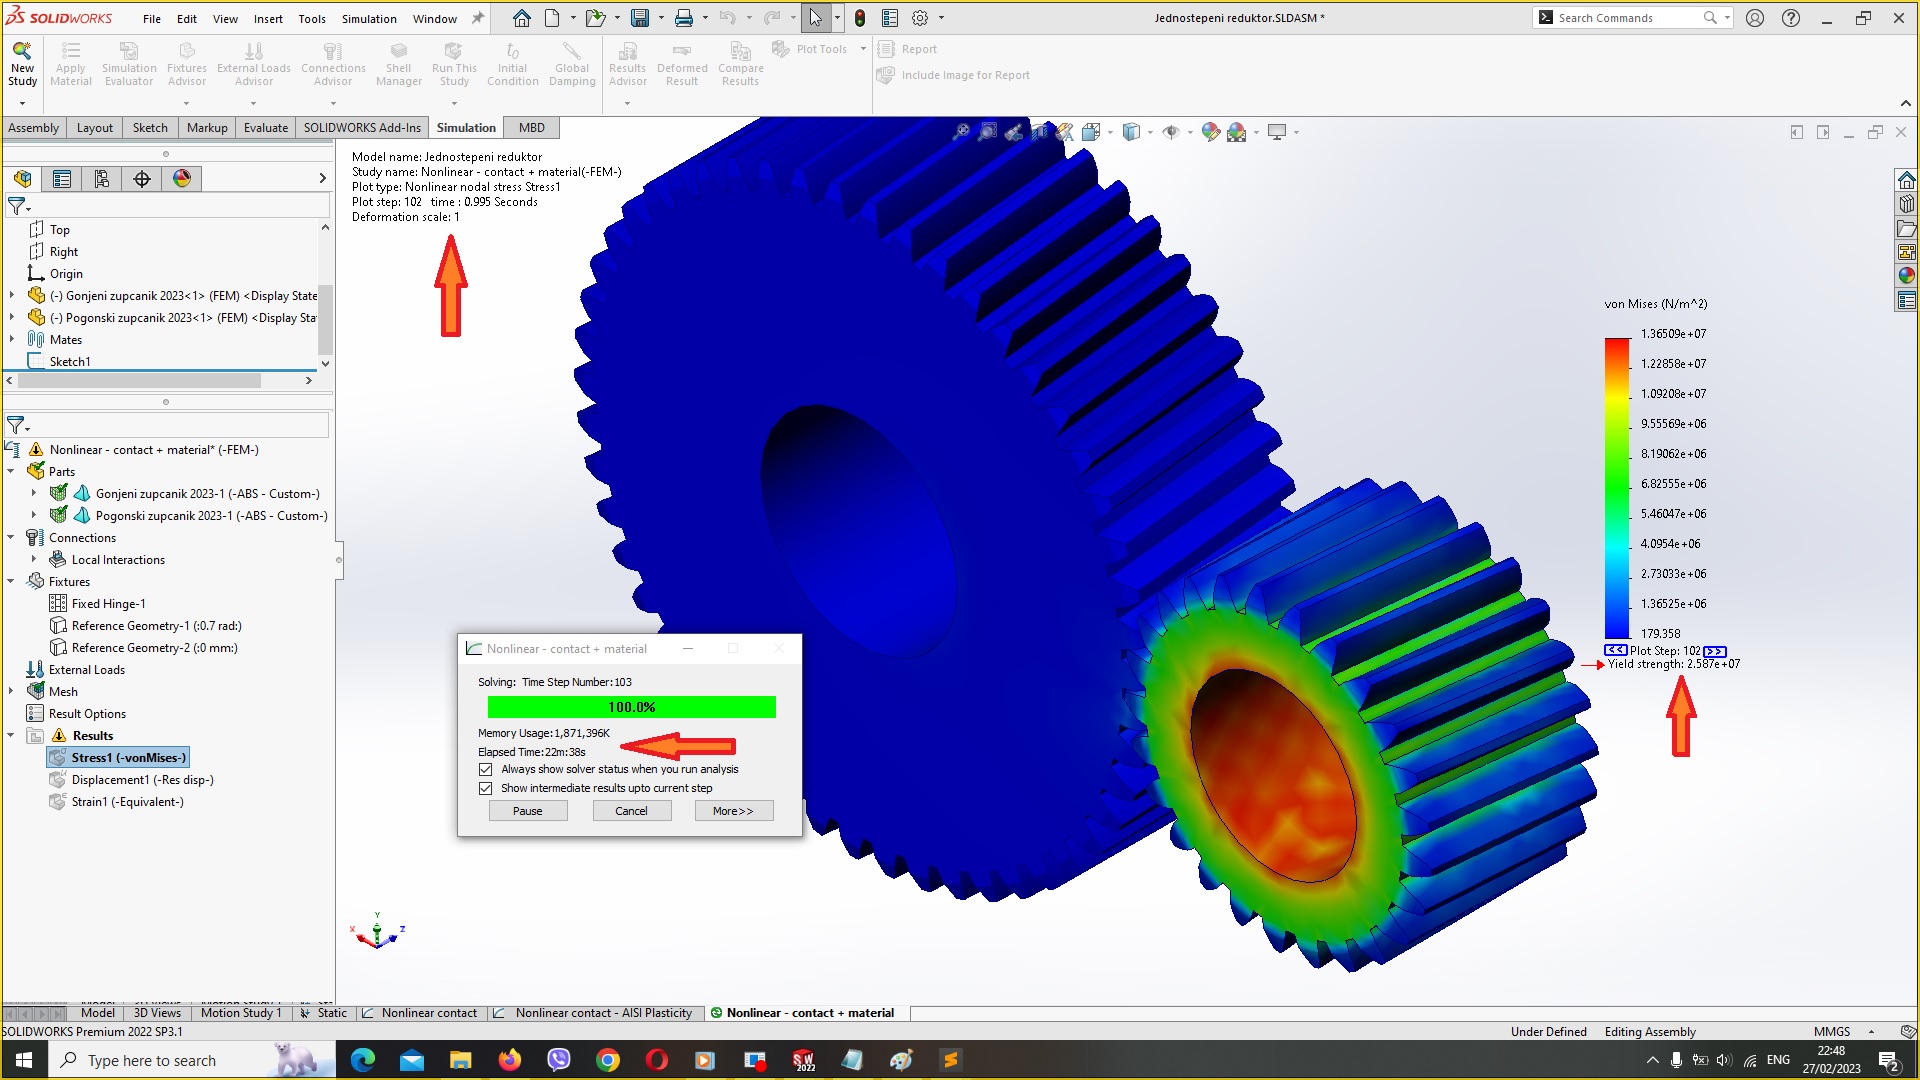 SOLIDWORKS
File Edit View Insert Tools Simulation Window
Jednostepeni reduktor.SLDASM *
Search Commands
New Study
Apply Material
Simulation Evaluator
Fixtures Advisor
External Loads Advisor
Connections Advisor
Shell Manager
Run This Study
Initial Condition
Global Damping
Results Advisor
Deformed Result
Compare Results
Plot Tools
Report
Include Image for Report
Assembly Layout Sketch Markup Evaluate SOLIDWORKS Add-Ins Simulation MBD
Top
Right
Origin
(-) Gonjeni zupcanik 2023<1> (FEM) <Display State
(-) Pogonski zupcanik 2023<1> (FEM) <Display Sta
Mates
Sketch1
Nonlinear - contact + material* (-FEM-)
Parts
Gonjeni zupcanik 2023-1 (-ABS - Custom-)
Pogonski zupcanik 2023-1 (-ABS - Custom-)
Connections
Local Interactions
Fixtures
Fixed Hinge-1
Reference Geometry-1 (:0.7 rad:)
Reference Geometry-2 (:0 mm:)
External Loads
Mesh
Result Options
Results
Stress1 (-vonMises-)
Displacement1 (-Res disp-)
Strain1 (-Equivalent-)
Model name: Jednostepeni reduktor
Study name: Nonlinear - contact + material(-FEM-)
Plot type: Nonlinear nodal stress Stress1
Plot step: 102 time : 0.995 Seconds
Deformation scale: 1
von Mises (N/m^2)
1.36509e+07
1.22858e+07
1.09208e+07
9.55569e+06
8.19062e+06
6.82555e+06
5.46047e+06
4.0954e+06
2.73033e+06
1.36525e+06
179.358
<< Plot Step: 102 >>
Yield strength: 2.587e+07
Nonlinear - contact + material
Solving: Time Step Number:103
100.0%
Memory Usage:1,871,396K
Elapsed Time:22m:38s
Always show solver status when you run analysis
Show intermediate results upto current step
Pause Cancel More>>
X Y Z
Model 3D Views Motion Study 1 Static Nonlinear contact Nonlinear contact - AISI Plasticity Nonlinear - contact + material
SOLIDWORKS Premium 2022 SP3.1
Under Defined Editing Assembly MMGS
Type here to search
SW 2022
ENG
22:48
27/02/2023
2